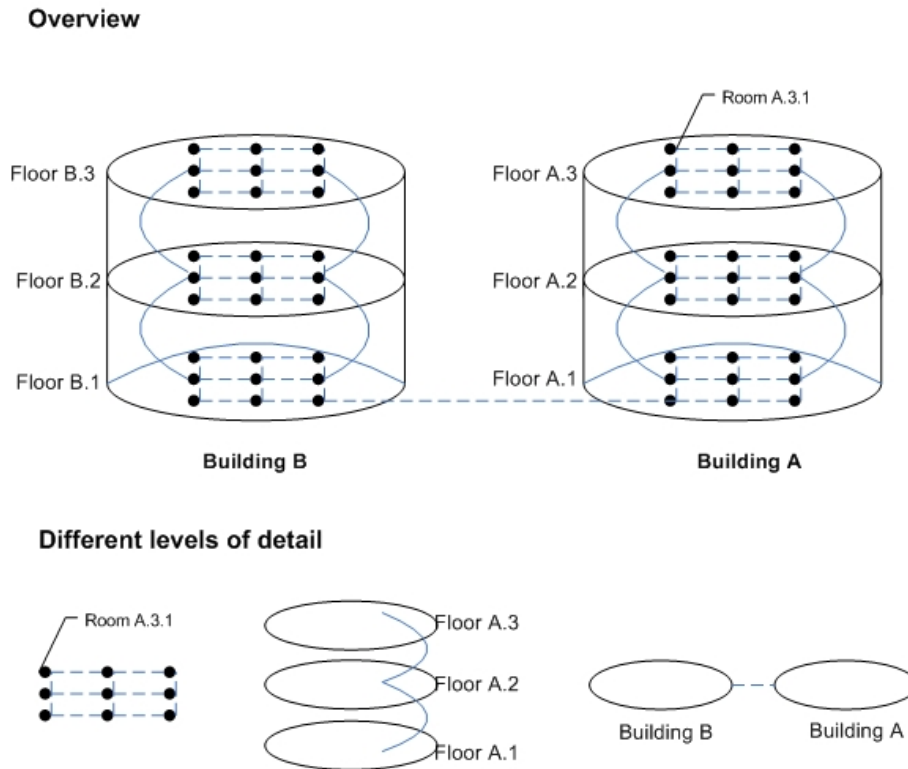 Overview
Room A.3.1
Floor B.3
Floor A.3
Floor B.2
Floor A.2
Floor B.1
Floor A.1
Building B
Building A
Different levels of detail
Room A.3.1
Floor A.3
Floor A.2
Floor A.1
Building B
Building A